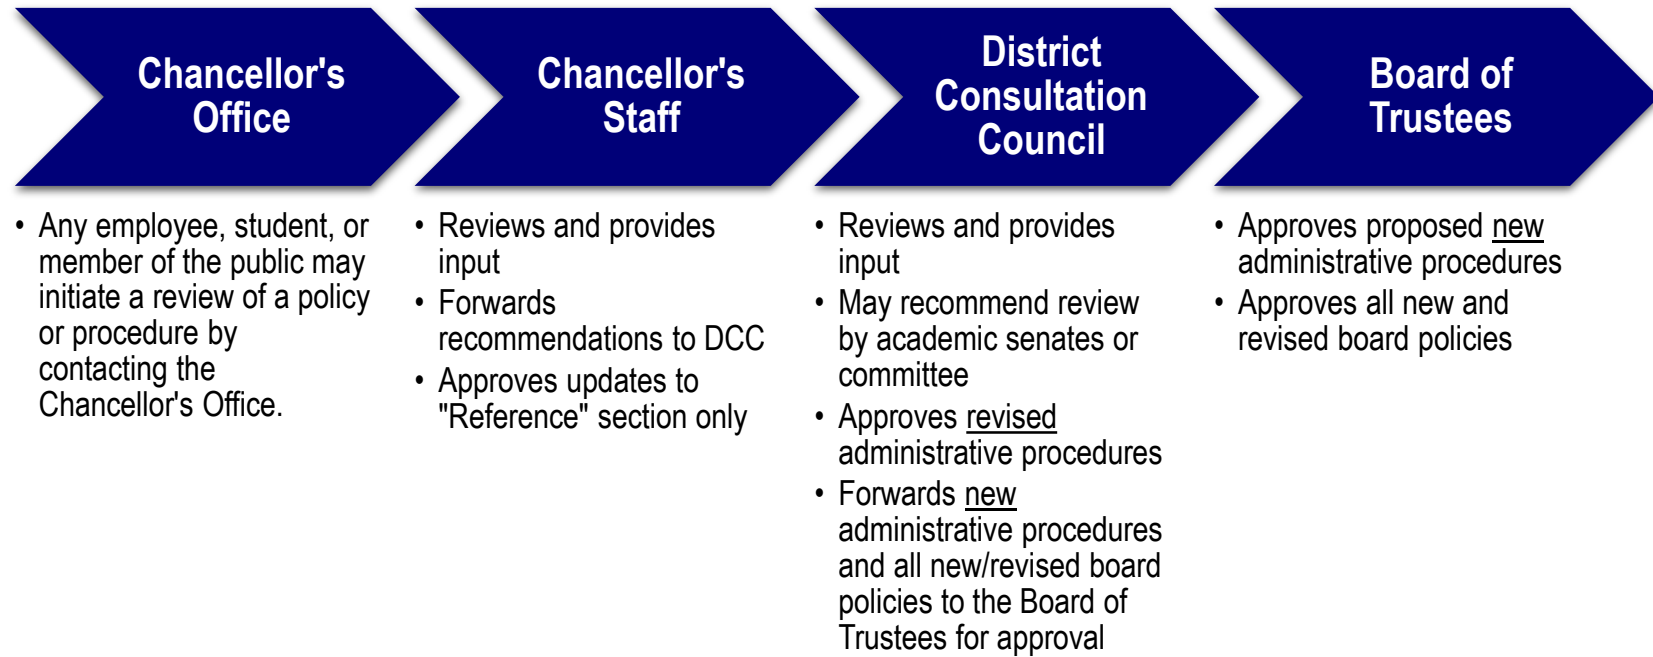 Chancellor's
Office
• Any employee, student, or
member of the public may
initiate a review of a policy
or procedure by
contacting the
Chancellor's Office.
Chancellor's
Staff
• Reviews and provides
input
• Forwards
recommendations to DCC
• Approves updates to
"Reference" section only
District
Consultation
Council
• Reviews and provides
input
• May recommend review
by academic senates or
committee
• Approves revised
administrative procedures
• Forwards new
administrative procedures
and all new/revised board
policies to the Board of
Trustees for approval
Board of
Trustees
• Approves proposed new
administrative procedures
• Approves all new and
revised board policies